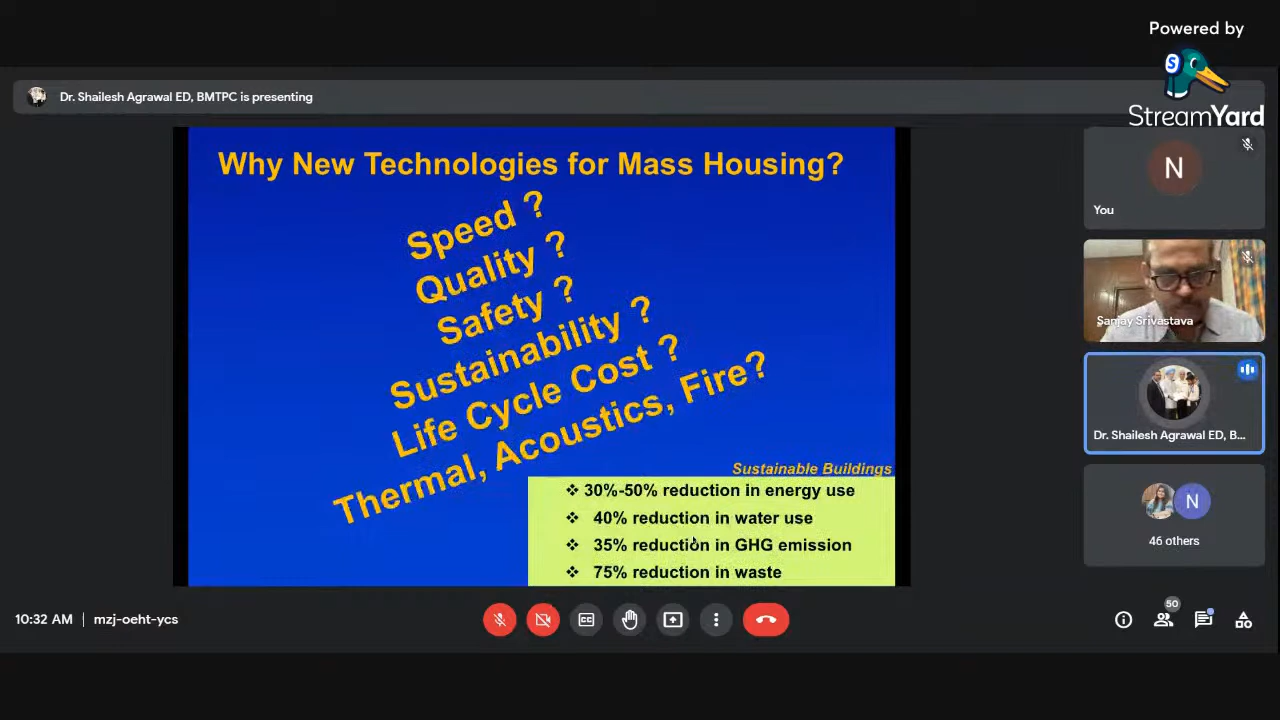 Powered by
S
StreamYard
Dr. Shailesh Agrawal ED, BMTPC is presenting
Why New Technologies for Mass Housing?
Speed ?
Quality ?
Safety ?
Sustainability ?
Life Cycle Cost ?
Thermal, Acoustics, Fire?
Sustainable Buildings
❖ 30%-50% reduction in energy use
❖ 40% reduction in water use
❖ 35% reduction in GHG emission
❖ 75% reduction in waste
N
You
Sanjay Srivastava
Dr. Shailesh Agrawal ED, B...
N
46 others
10:32 AM | mzj-oeht-ycs
CC
50